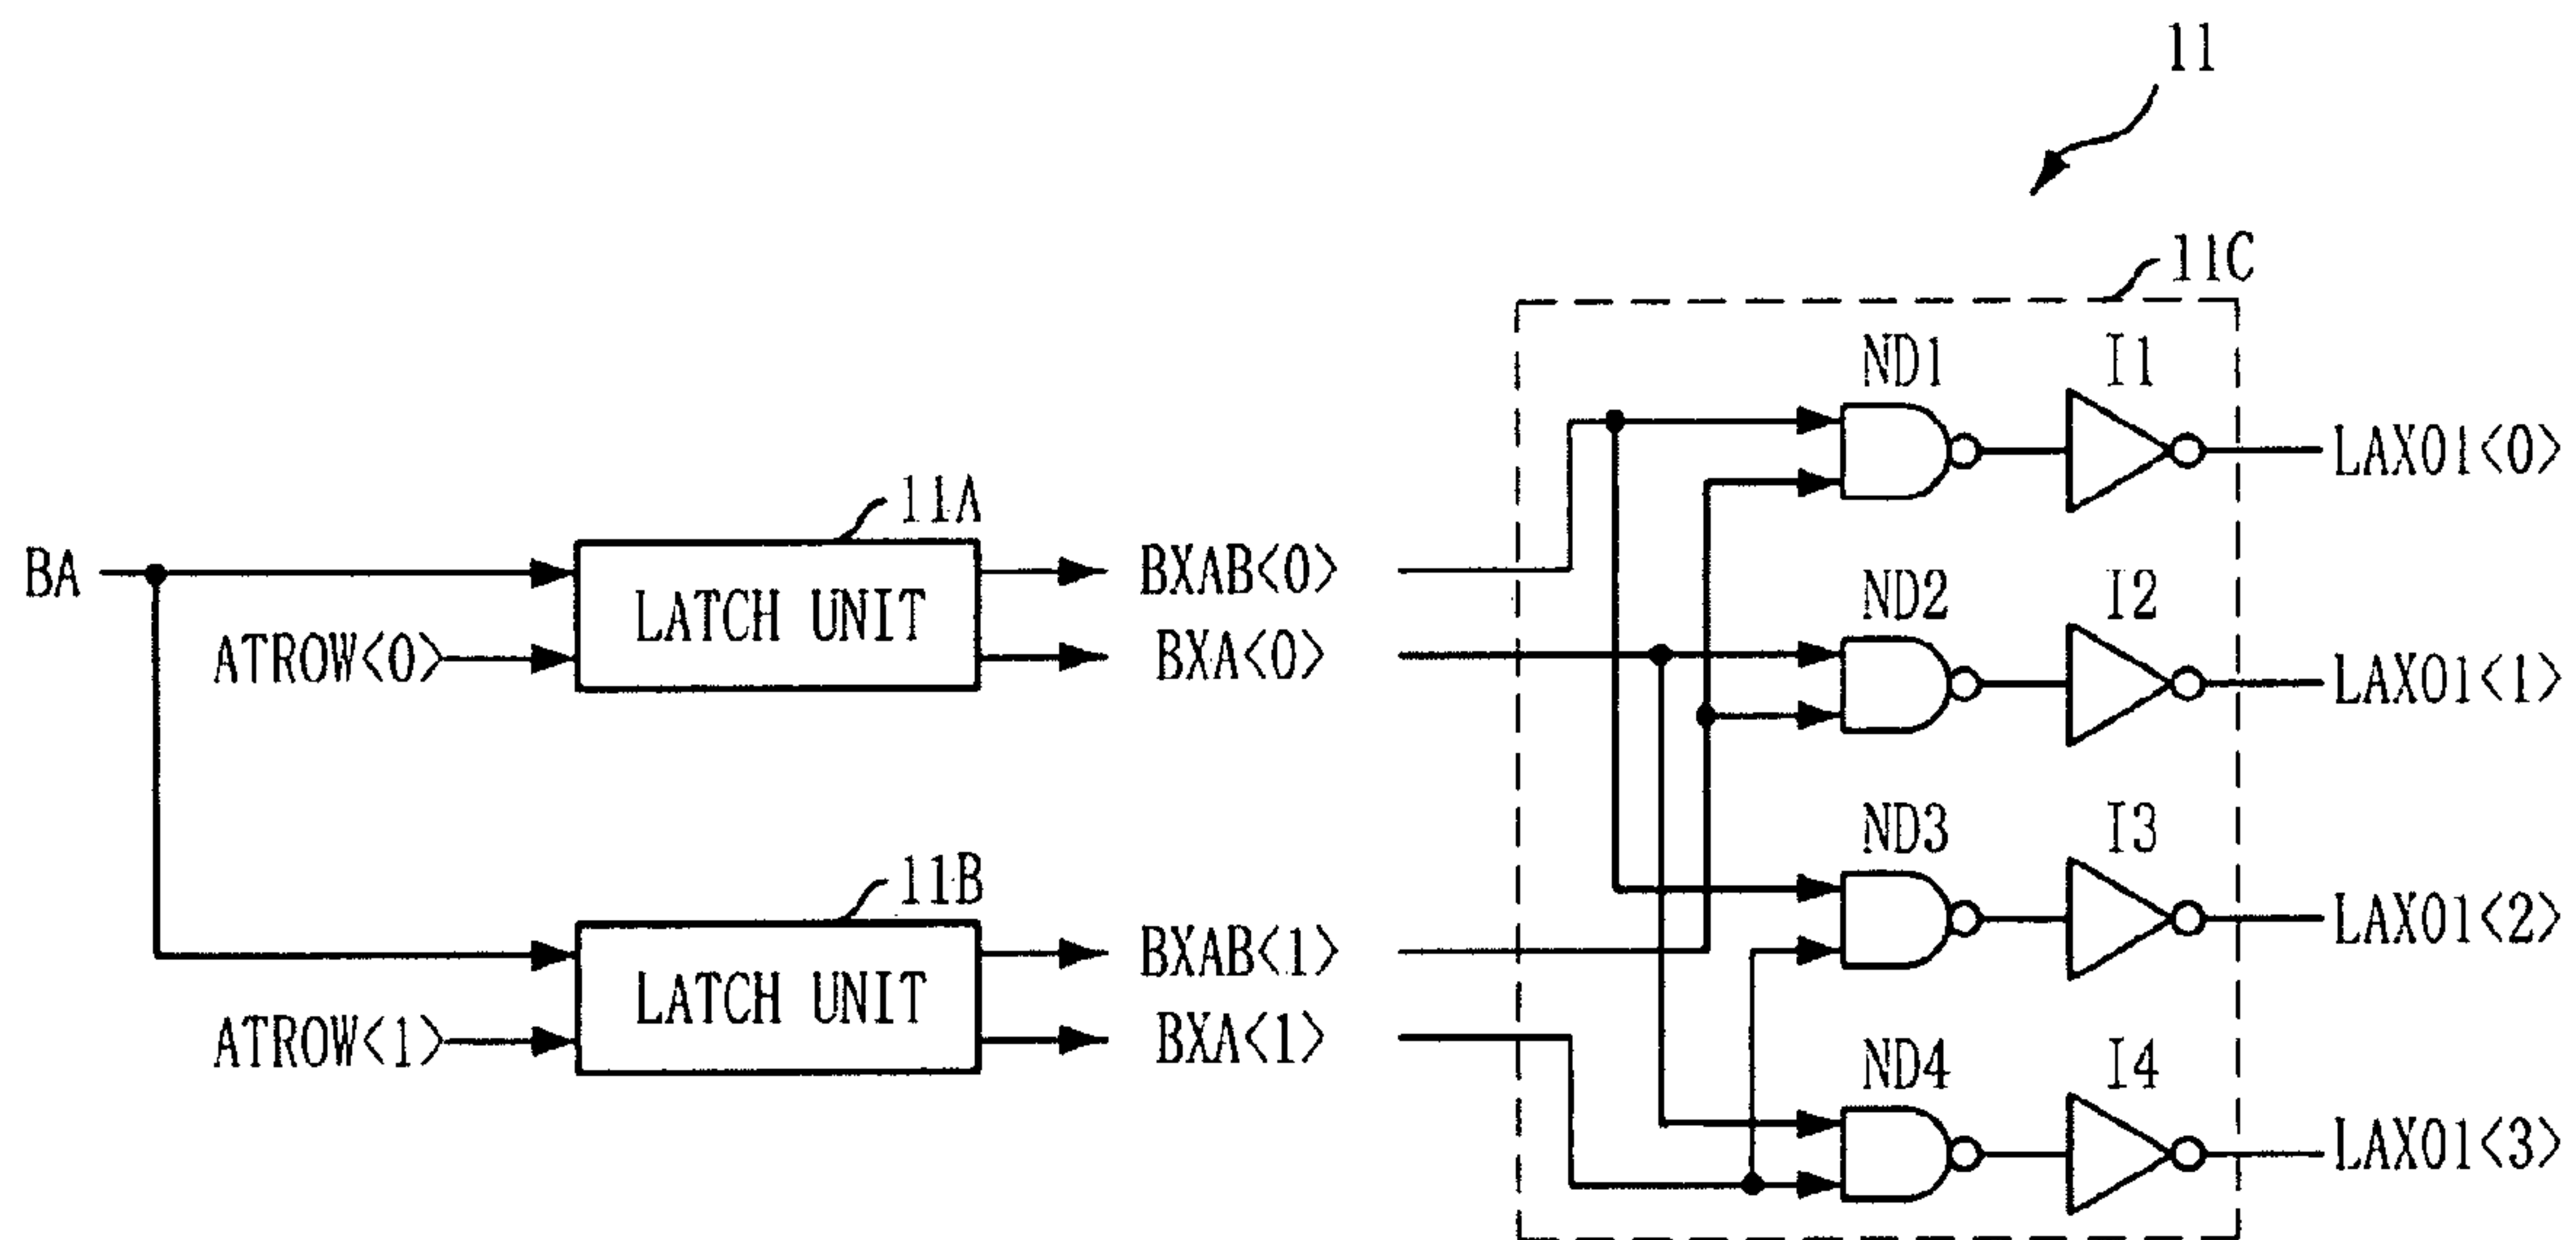 11
11C
ND1 I1
LAX01<0>
11A
BA
LATCH UNIT
BXAB<0>
ATROW<0>
BXA<0>
ND2 I2
LAX01<1>
ND3 I3
LAX01<2>
11B
LATCH UNIT
BXAB<1>
ATROW<1>
BXA<1>
ND4 I4
LAX01<3>